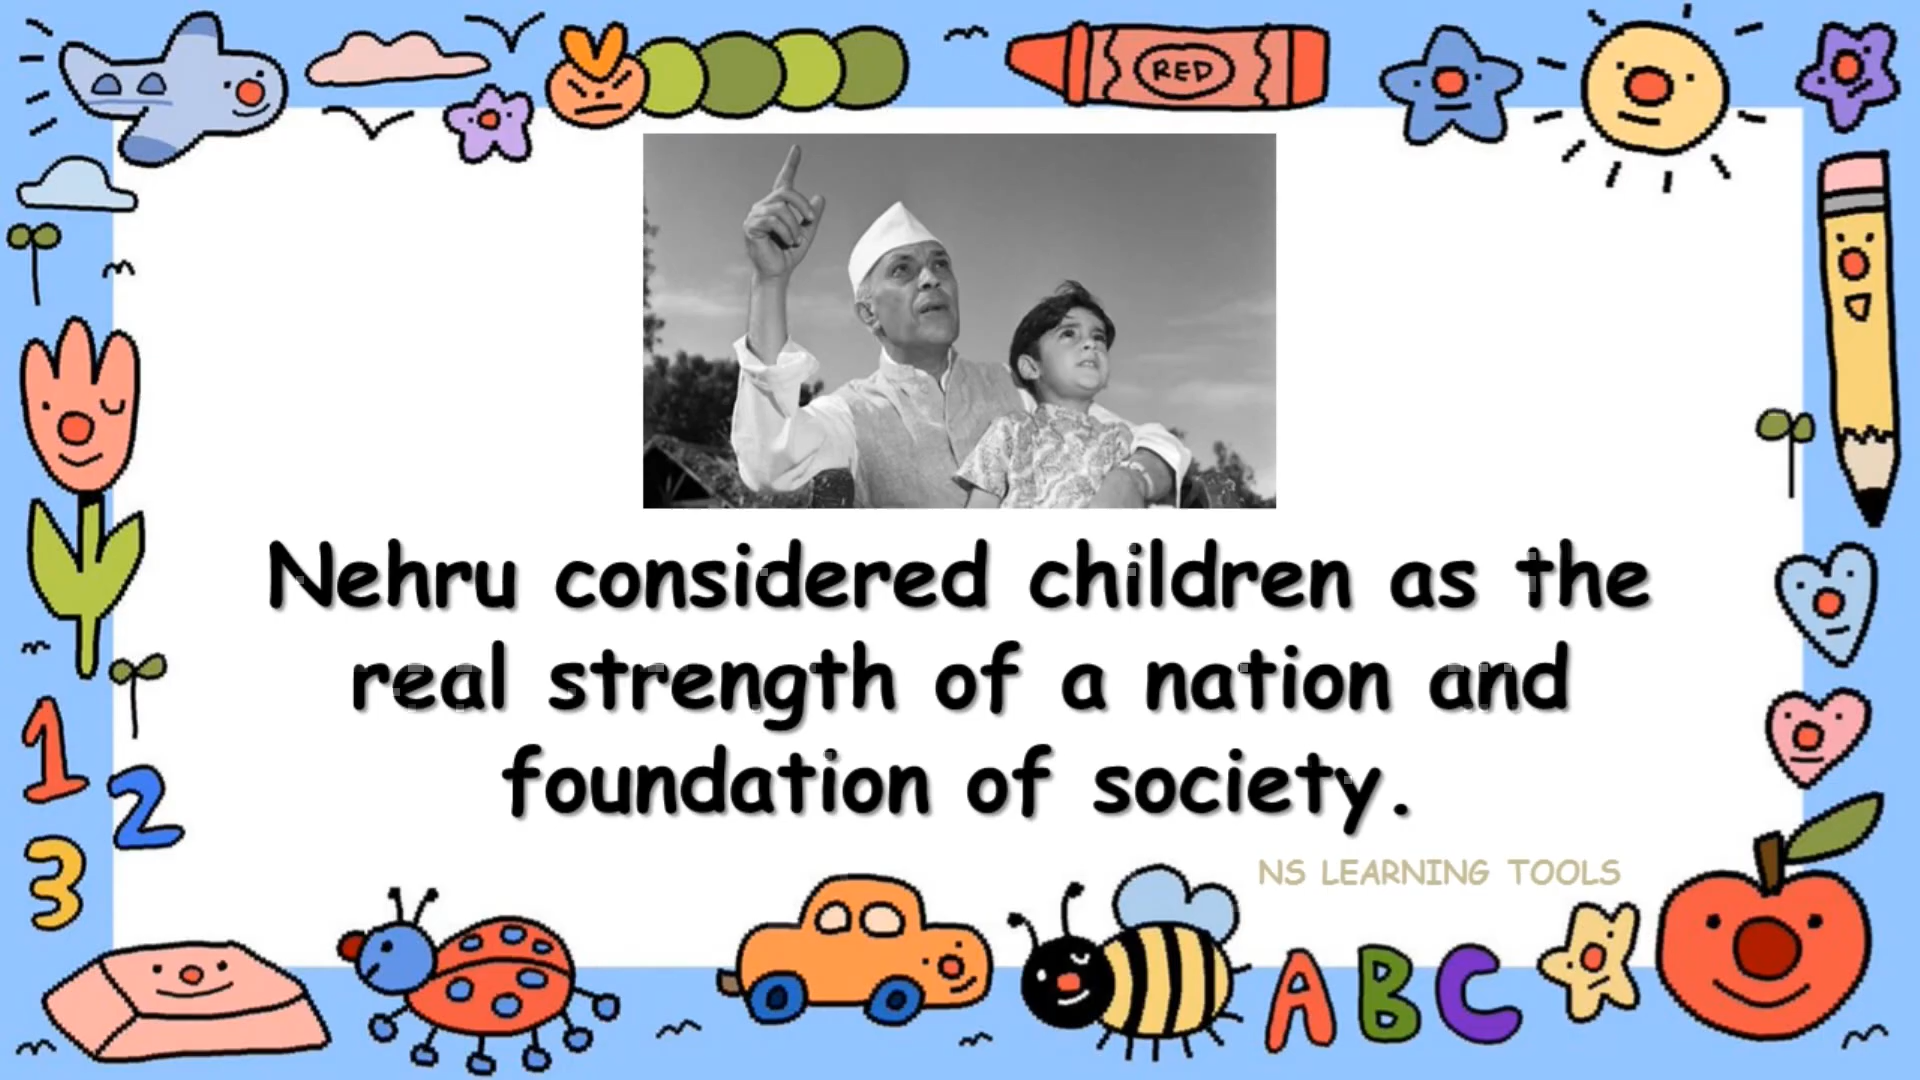 RED
Nehru considered children as the
real strength of a nation and
foundation of society.
NS LEARNING TOOLS
1
2
3
ABC